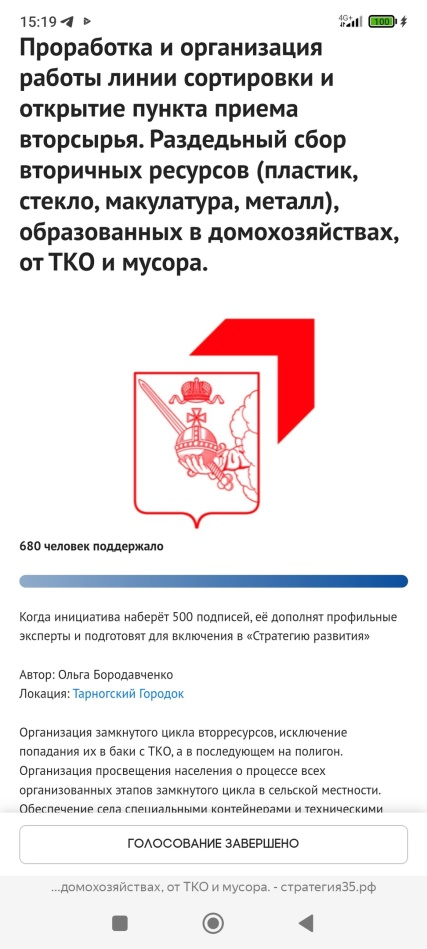 15:19
4G+
100
Проработка и организация
работы линии сортировки и
открытие пункта приема
вторсырья. Раздедьный сбор
вторичных ресурсов (пластик,
стекло, макулатура, металл),
образованных в домохозяйствах,
от ТКО и мусора.
680 человек поддержало
Когда инициатива наберёт 500 подписей, её дополнят профильные
эксперты и подготовят для включения в «Стратегию развития»
Автор: Ольга Бородавченко
Локация: Тарногский Городок
Организация замкнутого цикла вторресурсов, исключение
попадания их в баки с ТКО, а в последующем на полигон.
Организация просвещения населения о процессе всех
организованных этапов замкнутого цикла в сельской местности.
Обеспечение села специальными контейнерами и техническими
ГОЛОСОВАНИЕ ЗАВЕРШЕНО
...домохозяйствах, от ТКО и мусора. - стратегия35.рф